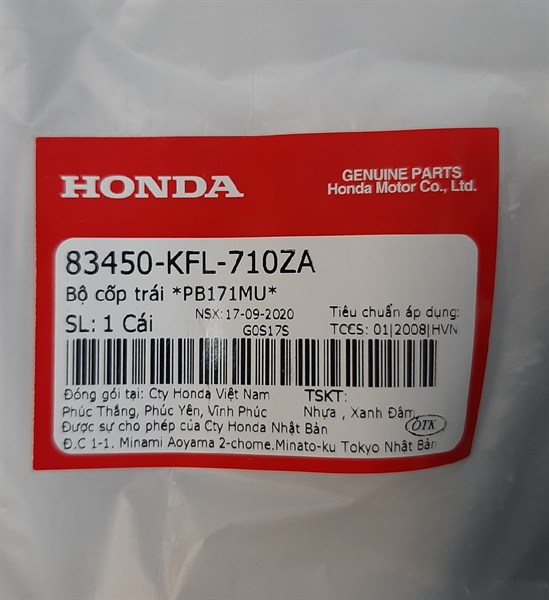 HONDA
GENUINE PARTS
Honda Motor Co., Ltd.
83450-KFL-710ZA
Bộ cốp trái *PB171MU*
SL: 1 Cái
NSX: 17-09-2020
G0S17S
Tiêu chuẩn áp dụng:
TCCS: 01|2008|HVN
Đóng gói tại: Cty Honda Việt Nam
Phúc Thắng, Phúc Yên, Vĩnh Phúc
Được sự cho phép của Cty Honda Nhật Bản
Đ.C 1-1, Minami Aoyama 2-chome.Minato-ku Tokyo Nhật Bản
TSKT:
Nhựa , Xanh Đâm
OTK